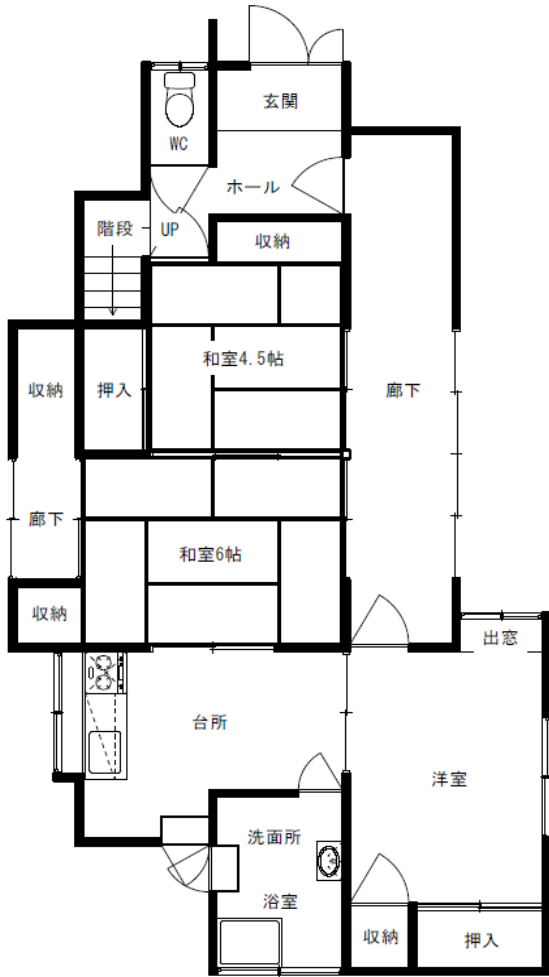 玄関
WC
ホール
階段
UP
収納
和室4.5帖
収納
押入
廊下
廊下
和室6帖
収納
出窓
台所
洋室
洗面所
浴室
収納
押入